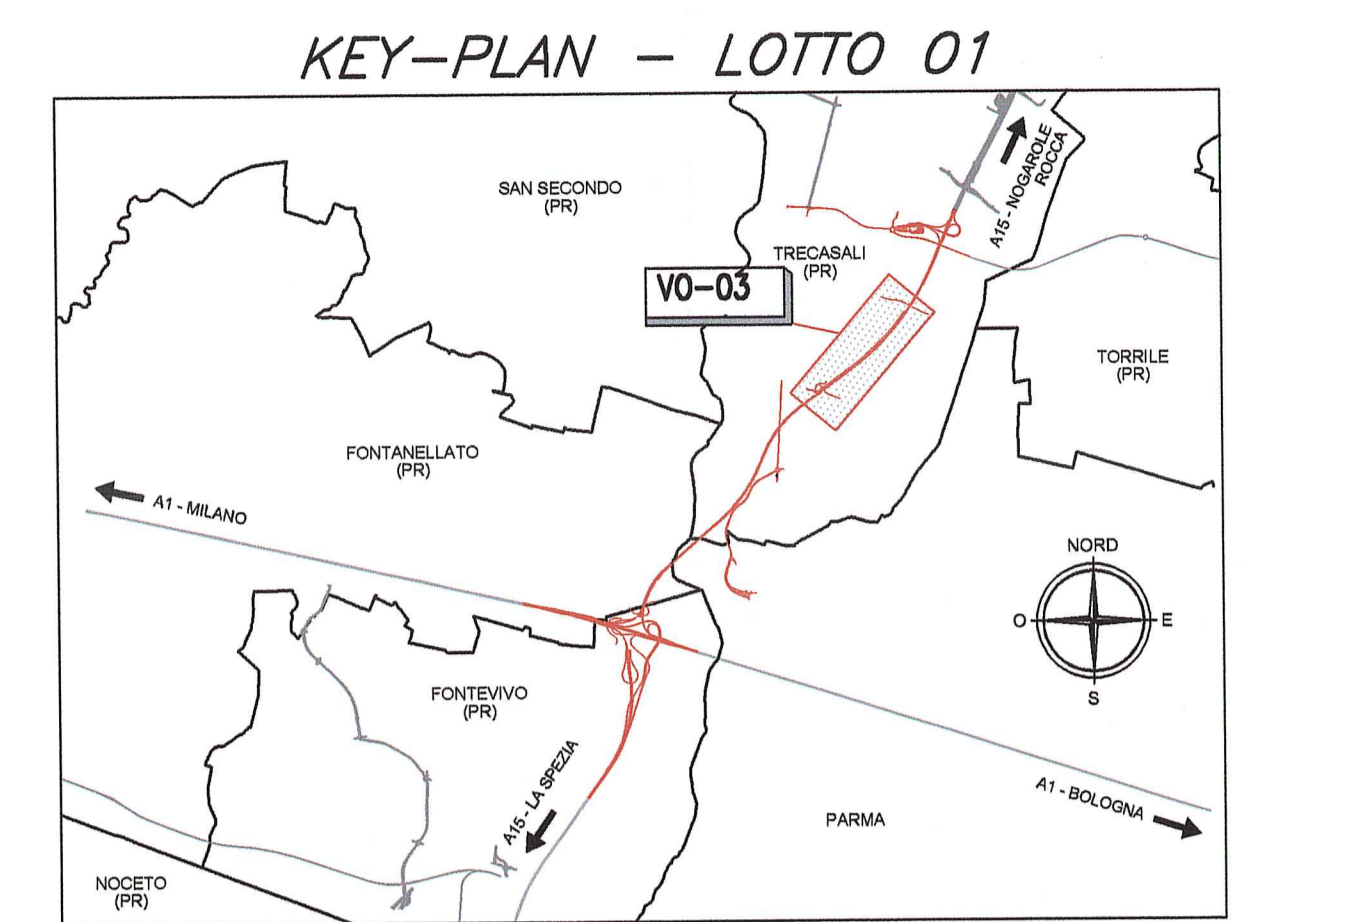 KEY-PLAN - LOTTO 01
SAN SECONDO
(PR)
A15 - NOGAROLE
ROCCA
TRECASALI
(PR)
VO-03
TORRILE
(PR)
FONTANELLATO
(PR)
A1 - MILANO
NORD
O
E
S
FONTEVIVO
(PR)
A15 - LA SPEZIA
A1 - BOLOGNA
PARMA
NOCETO
(PR)